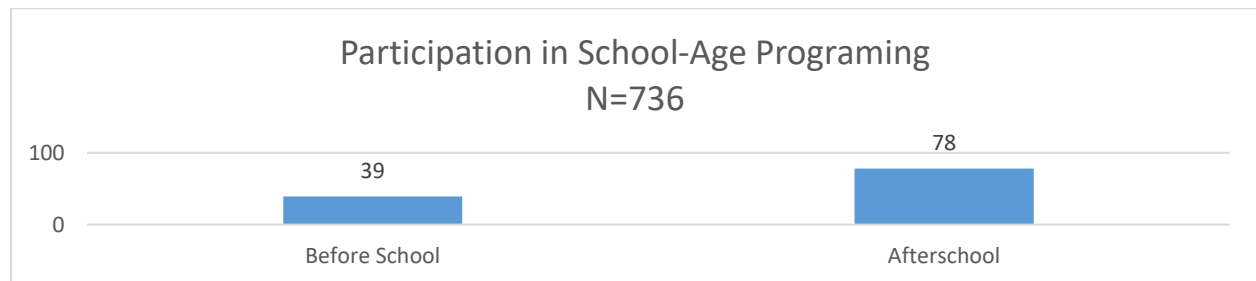 Participation in School-Age Programing
N=736
100
0
39
78
Before School
Afterschool